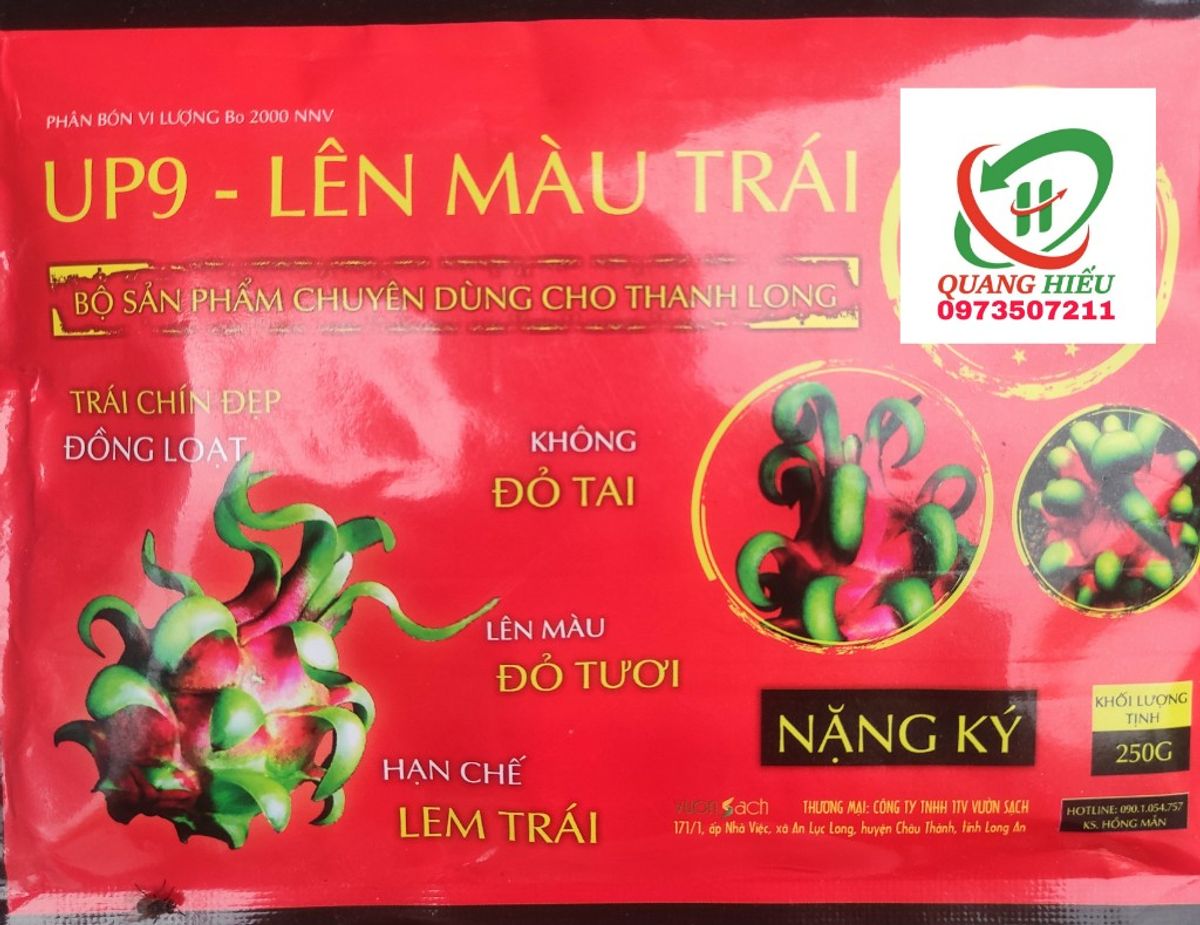 PHÂN BÓN VI LƯỢNG Bo 2000 NNV
UP9 - LÊN MÀU TRÁI
BỘ SẢN PHẨM CHUYÊN DÙNG CHO THANH LONG
QUANG HIẾU
0973507211
TRÁI CHÍN ĐẸP
ĐỒNG LOẠT
KHÔNG
ĐỎ TAI
LÊN MÀU
ĐỎ TƯƠI
HẠN CHẾ
LEM TRÁI
NẶNG KÝ
KHỐI LƯỢNG
TỊNH
250G
vườn Sạch THƯƠNG MẠI: CÔNG TY TNHH 1TV VƯỜN SẠCH
171/1, ấp Nhà Việc, xã An Lục Long, huyện Châu Thành, tỉnh Long An
HOTLINE: 090.1.054.757
KS. HỒNG MẪN